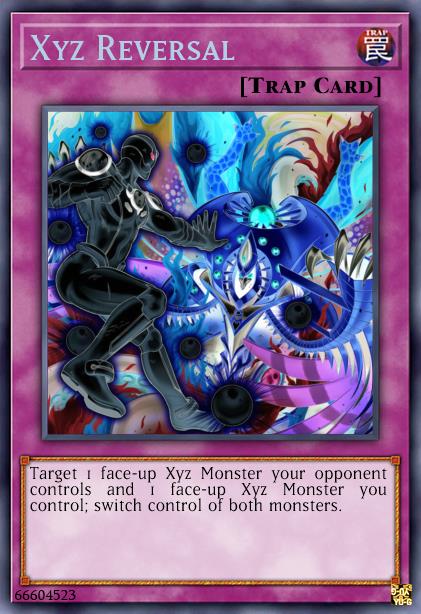 Xyz Reversal
TRAP
罠
[Trap Card]
Target 1 face-up Xyz Monster your opponent
controls and 1 face-up Xyz Monster you
control; switch control of both monsters.
66604523